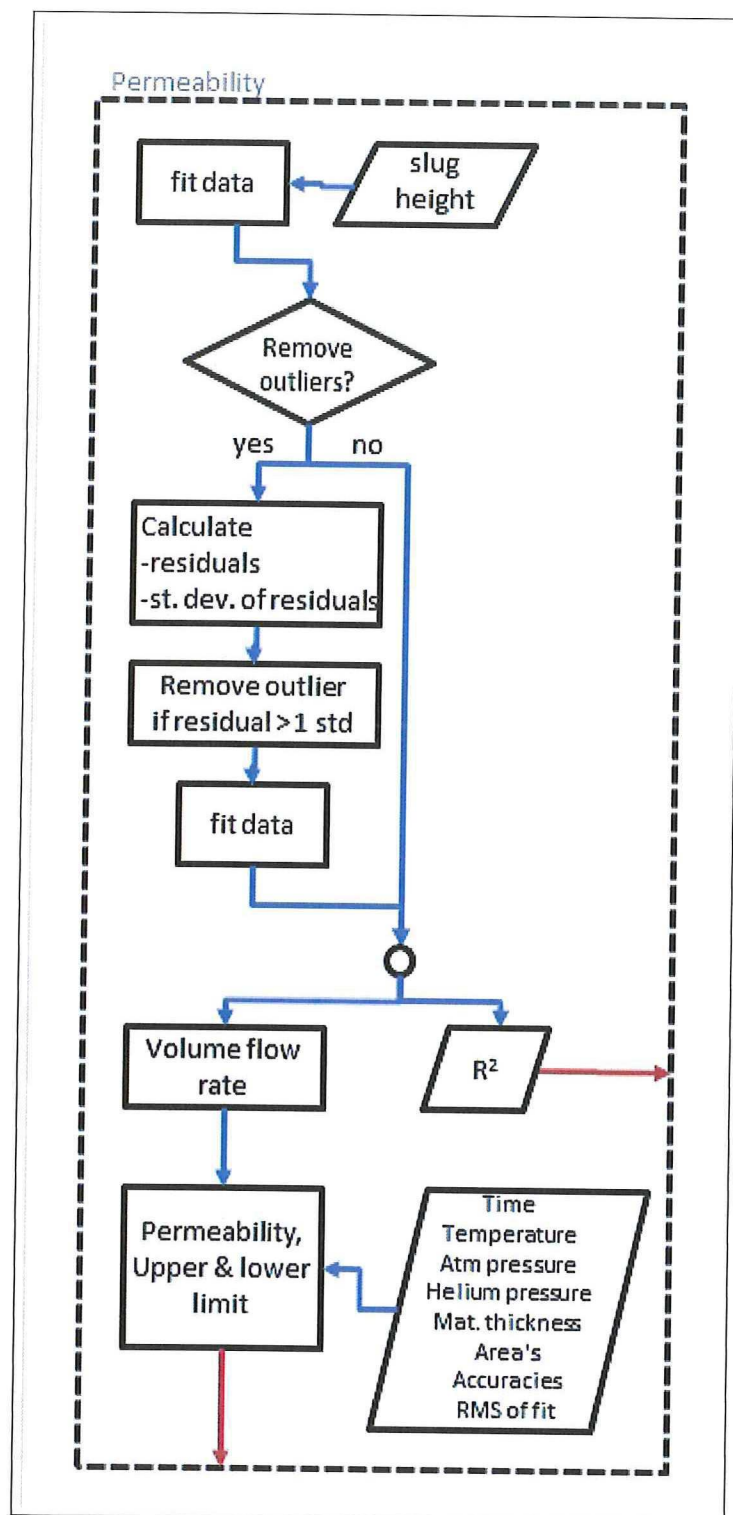 Permeability
fit data
slug
height
Remove
outliers?
yes
no
Calculate
-residuals
-st. dev. of residuals
Remove outlier
if residual >1 std
fit data
Volume flow
rate
R²
Permeability,
Upper & lower
limit
Time
Temperature
Atm pressure
Helium pressure
Mat. thickness
Area's
Accuracies
RMS of fit